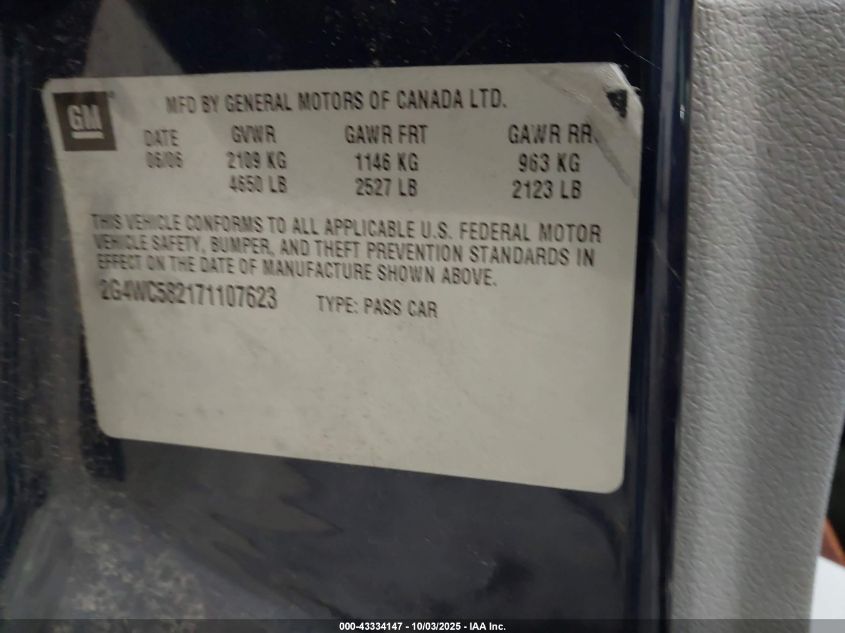 GM
MFD BY GENERAL MOTORS OF CANADA LTD.
DATE GVWR GAWR FRT GAWR RR.
06/06 2109 KG 1146 KG 963 KG
4650 LB 2527 LB 2123 LB
THIS VEHICLE CONFORMS TO ALL APPLICABLE U.S. FEDERAL MOTOR
VEHICLE SAFETY, BUMPER, AND THEFT PREVENTION STANDARDS IN
EFFECT ON THE DATE OF MANUFACTURE SHOWN ABOVE.
2G4WC582171107623 TYPE: PASS CAR
000-43334147 - 10/03/2025 - IAA Inc.